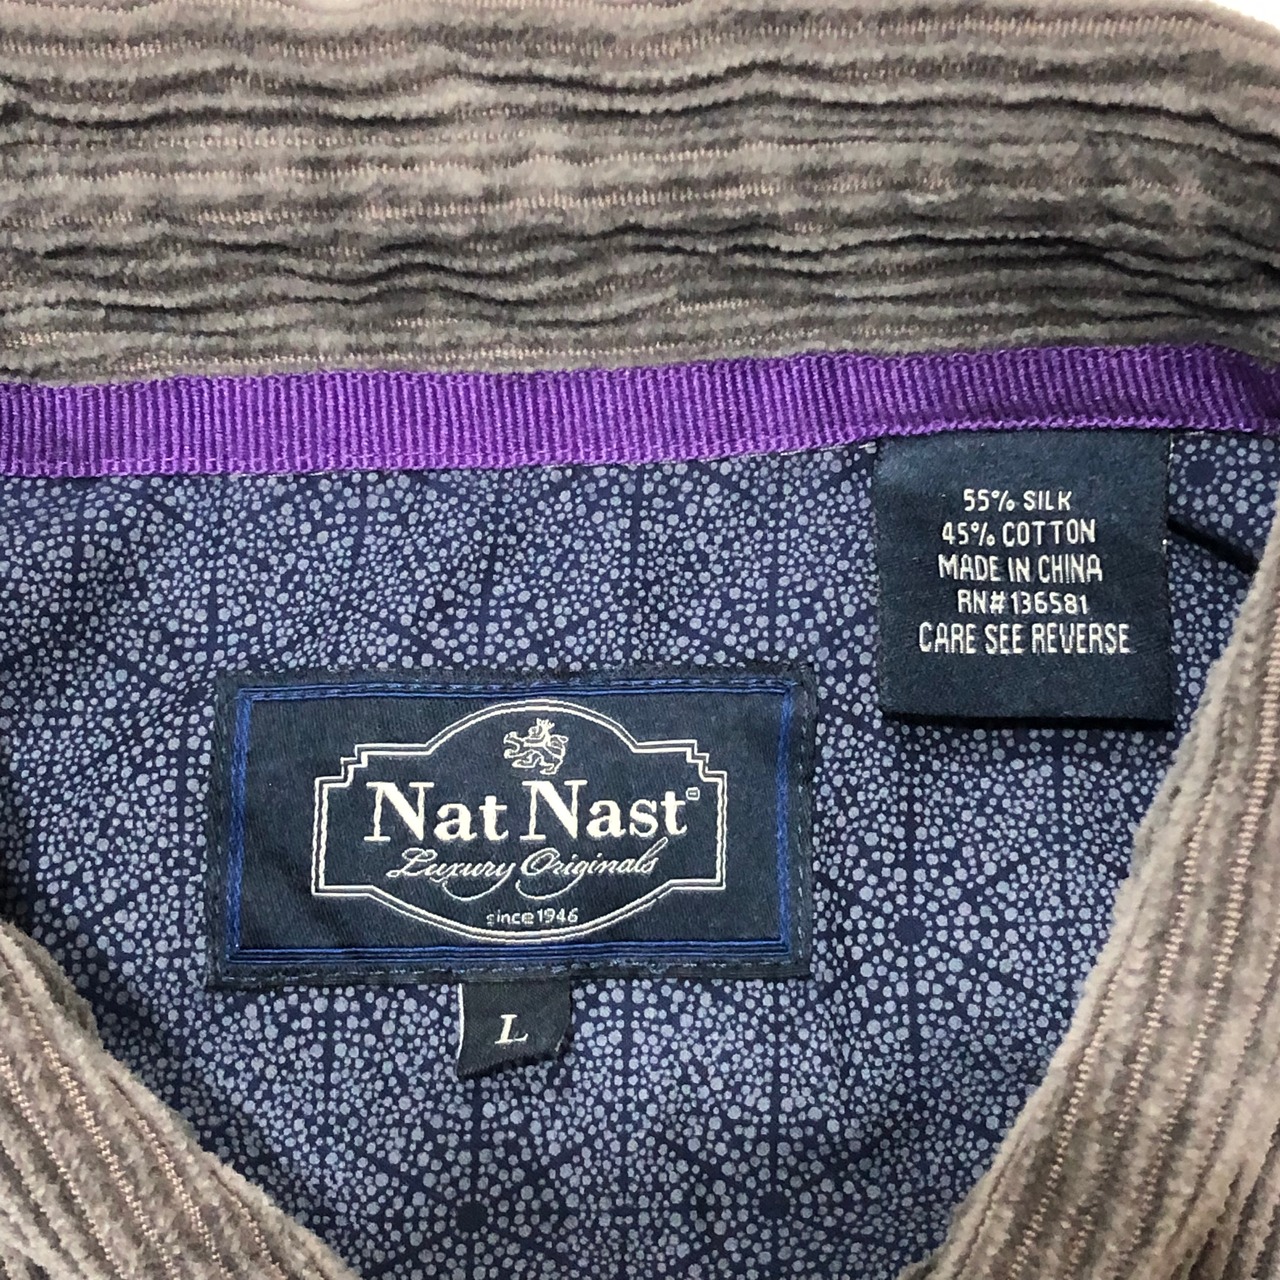 55% SILK
45% COTTON
MADE IN CHINA
RN#136581
CARE SEE REVERSE
Nat Nast®
Luxury Originals
since 1946
L